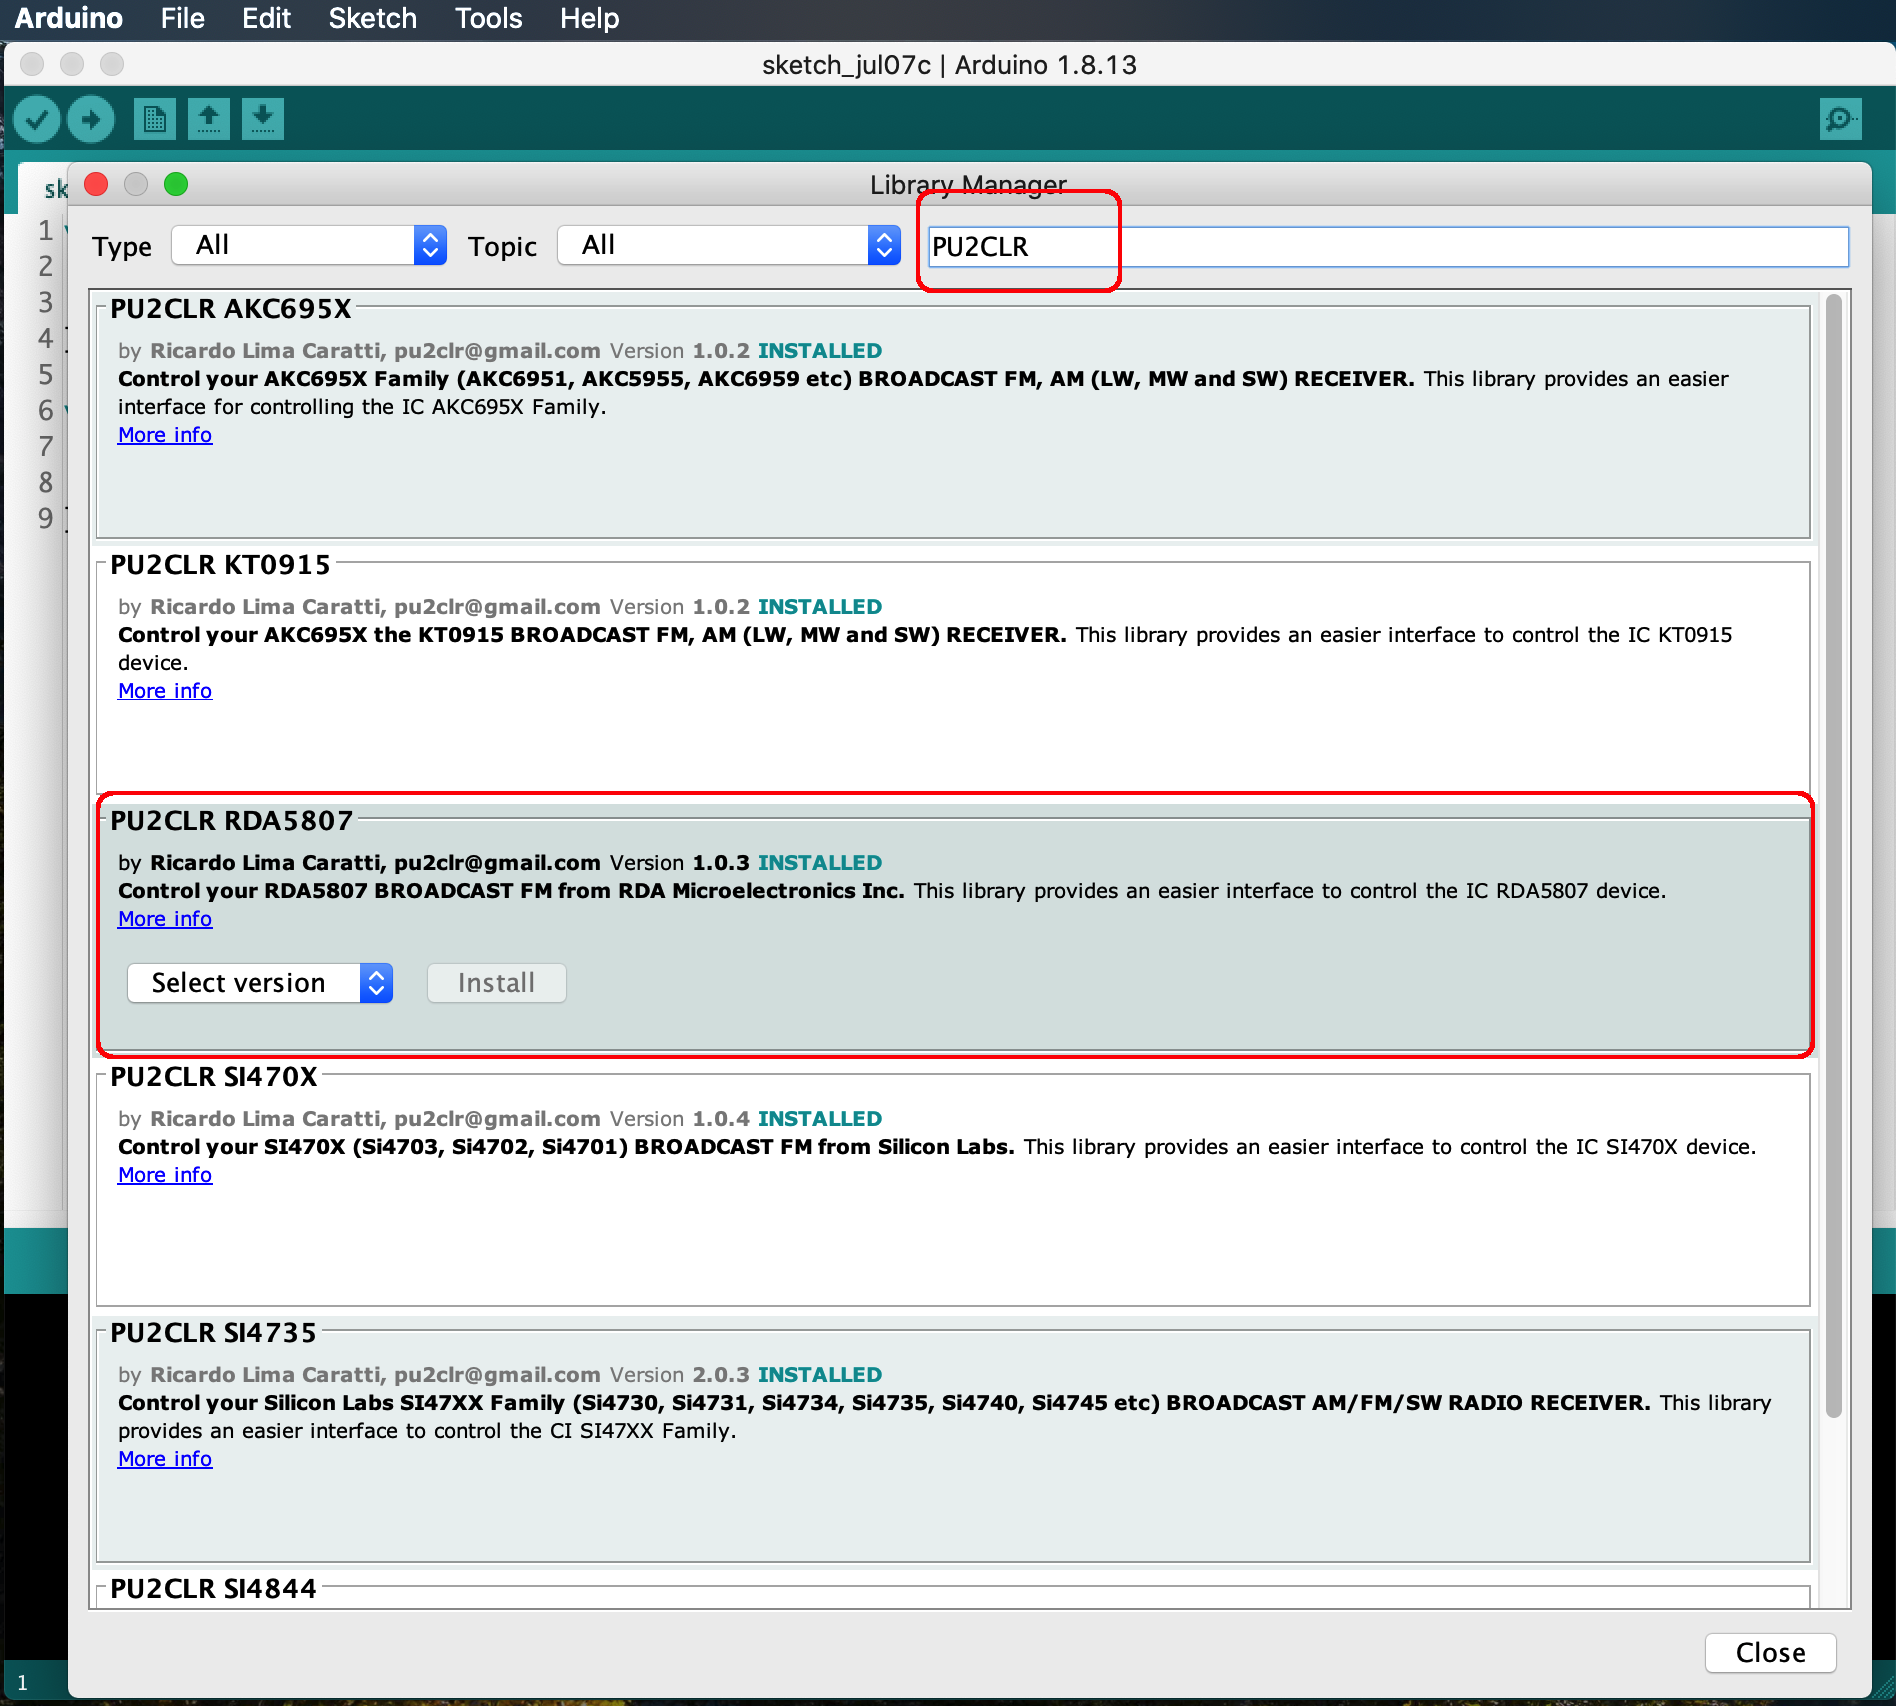 Arduino File Edit Sketch Tools Help
sketch_jul07c | Arduino 1.8.13
sk
Library Manager
1
2
3
4
5
6
7
8
9
Type All Topic All PU2CLR
PU2CLR AKC695X
by Ricardo Lima Caratti, pu2clr@gmail.com Version 1.0.2 INSTALLED
Control your AKC695X Family (AKC6951, AKC5955, AKC6959 etc) BROADCAST FM, AM (LW, MW and SW) RECEIVER. This library provides an easier
interface for controlling the IC AKC695X Family.
More info
PU2CLR KT0915
by Ricardo Lima Caratti, pu2clr@gmail.com Version 1.0.2 INSTALLED
Control your AKC695X the KT0915 BROADCAST FM, AM (LW, MW and SW) RECEIVER. This library provides an easier interface to control the IC KT0915
device.
More info
PU2CLR RDA5807
by Ricardo Lima Caratti, pu2clr@gmail.com Version 1.0.3 INSTALLED
Control your RDA5807 BROADCAST FM from RDA Microelectronics Inc. This library provides an easier interface to control the IC RDA5807 device.
More info
Select version Install
PU2CLR SI470X
by Ricardo Lima Caratti, pu2clr@gmail.com Version 1.0.4 INSTALLED
Control your SI470X (Si4703, Si4702, Si4701) BROADCAST FM from Silicon Labs. This library provides an easier interface to control the IC SI470X device.
More info
PU2CLR SI4735
by Ricardo Lima Caratti, pu2clr@gmail.com Version 2.0.3 INSTALLED
Control your Silicon Labs SI47XX Family (Si4730, Si4731, Si4734, Si4735, Si4740, Si4745 etc) BROADCAST AM/FM/SW RADIO RECEIVER. This library
provides an easier interface to control the CI SI47XX Family.
More info
PU2CLR SI4844
Close
1